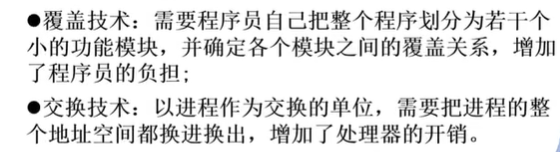 ●覆盖技术：需要程序员自己把整个程序划分为若干个
小的功能模块，并确定各个模块之间的覆盖关系，增加
了程序员的负担；
●交换技术：以进程作为交换的单位，需要把进程的整
个地址空间都换进换出，增加了处理器的开销。